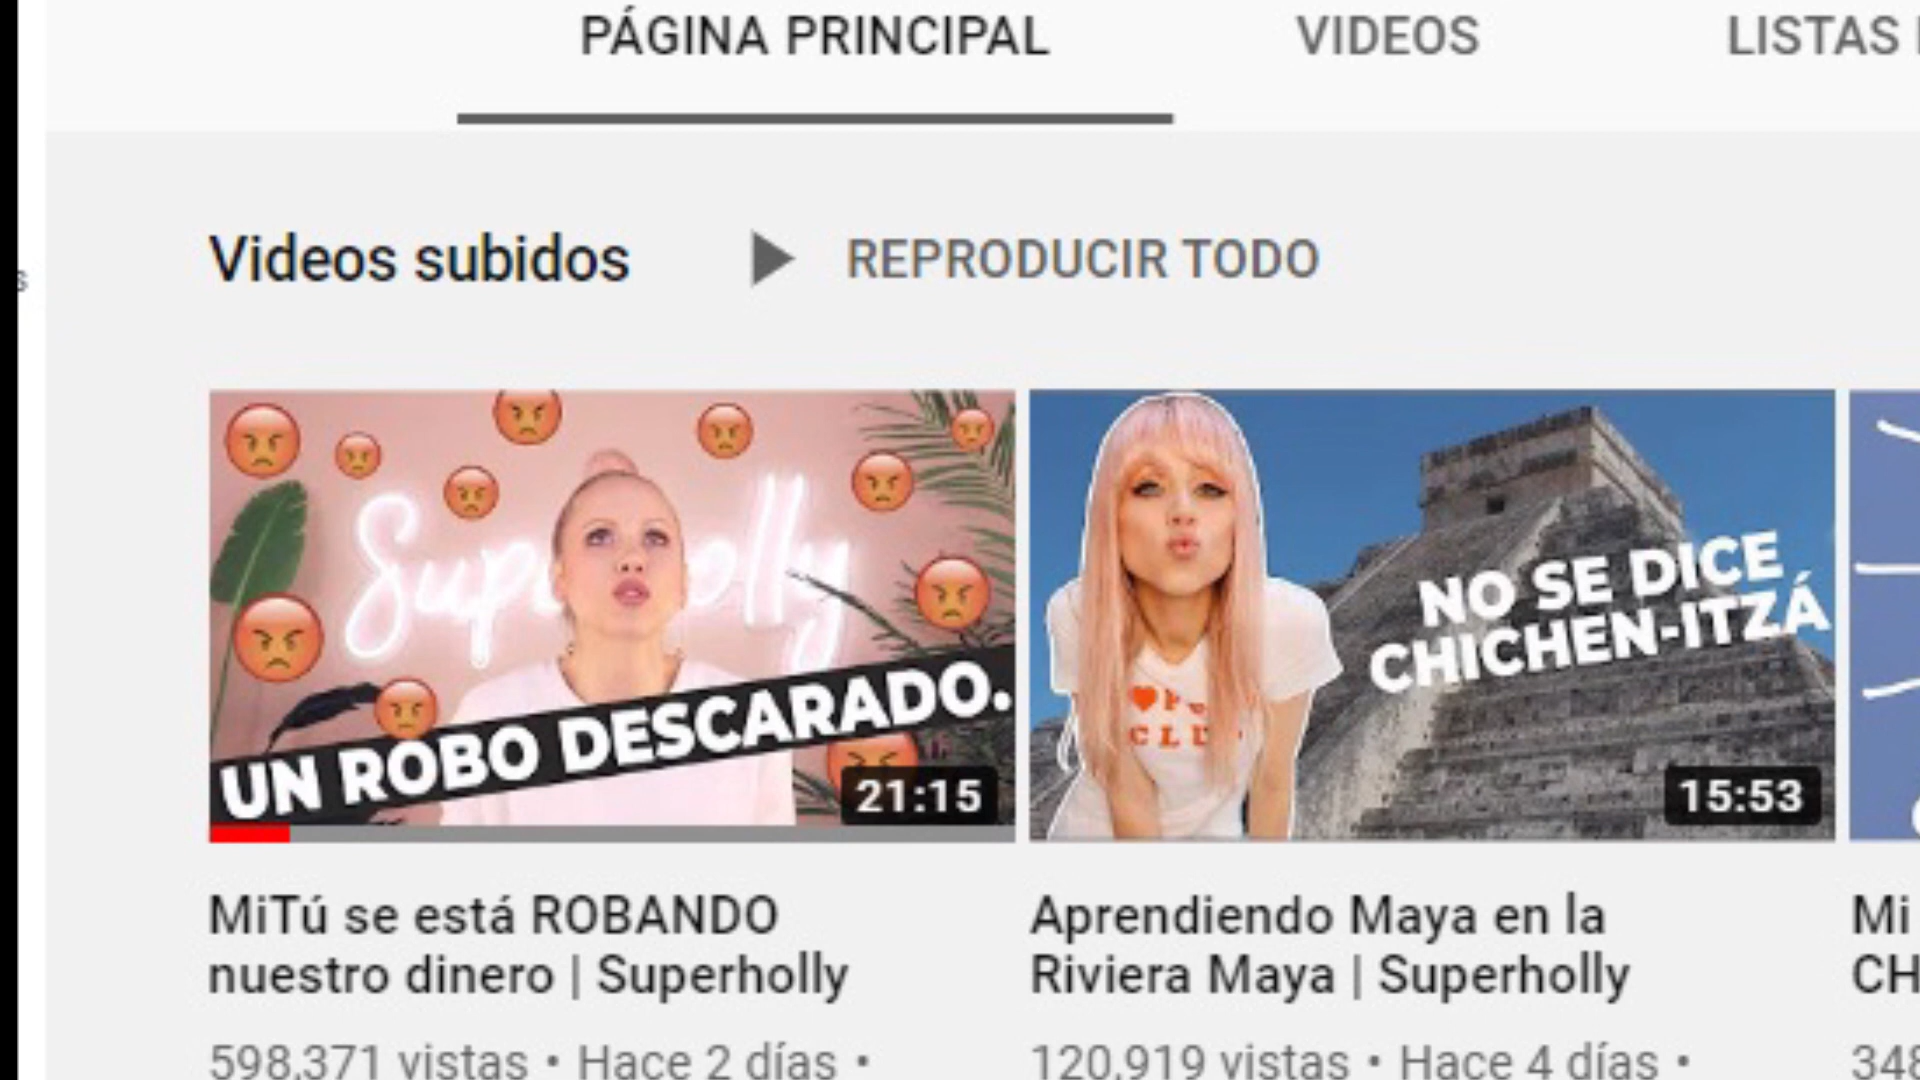 PÁGINA PRINCIPAL
VIDEOS
LISTAS
Videos subidos
REPRODUCIR TODO
UN ROBO DESCARADO.
21:15
NO SE DICE
CHICHEN-ITZÁ
CLU
15:53
MiTú se está ROBANDO
nuestro dinero | Superholly
598,371 vistas • Hace 2 días •
Aprendiendo Maya en la
Riviera Maya | Superholly
120,919 vistas • Hace 4 días •
Mi
CH
348